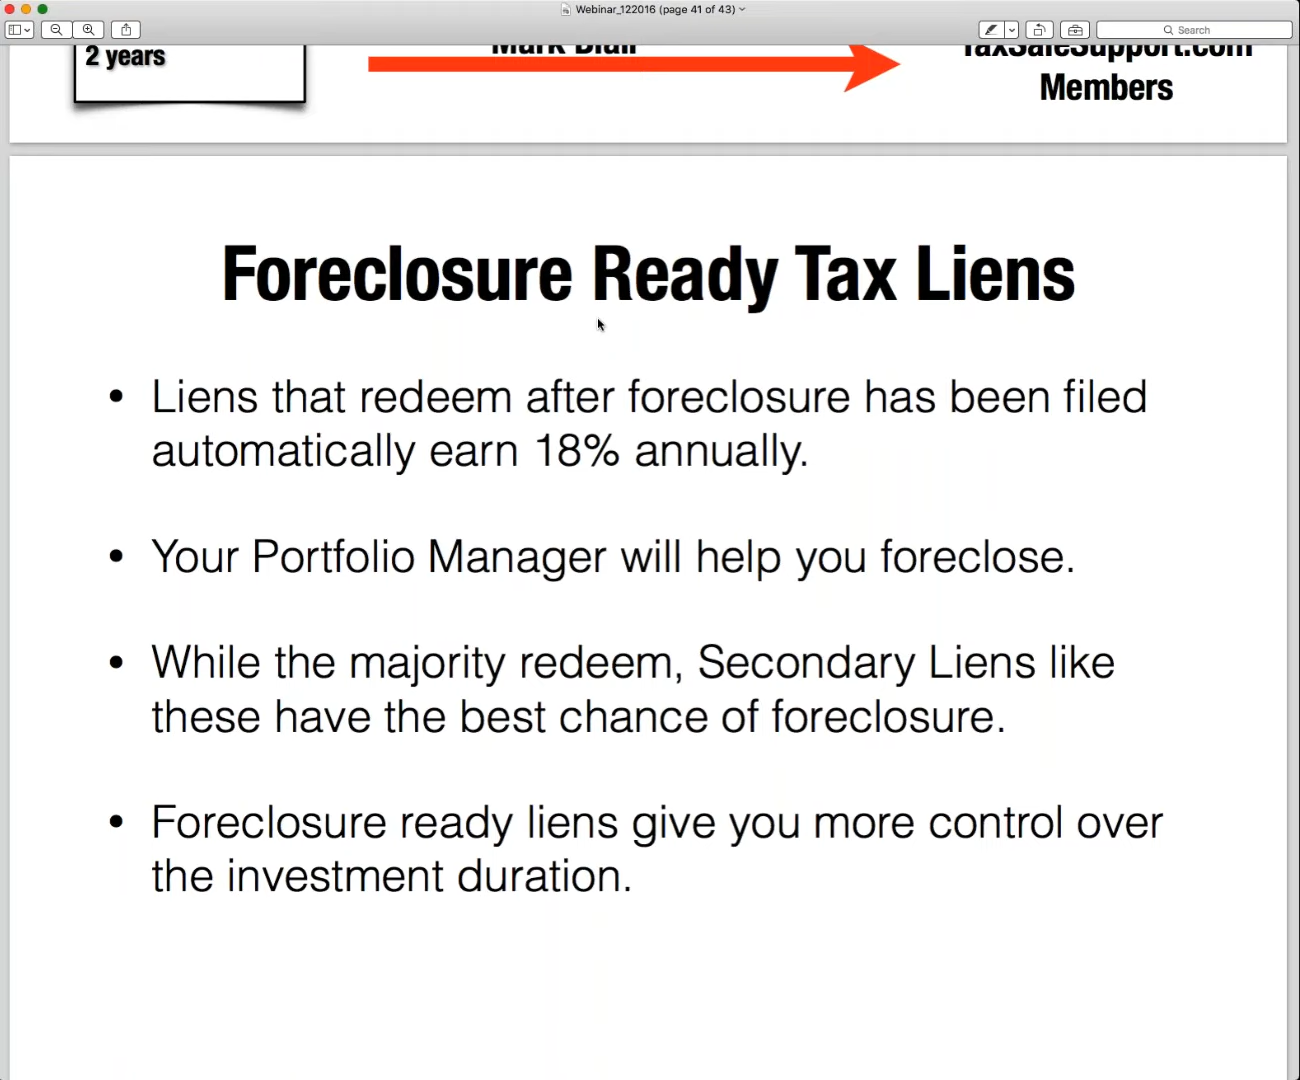 Webinar_122016 (page 41 of 43)
Search
2 years
Mark Blair
TaxSaleSupport.com
Members
Foreclosure Ready Tax Liens
• Liens that redeem after foreclosure has been filed
automatically earn 18% annually.
• Your Portfolio Manager will help you foreclose.
• While the majority redeem, Secondary Liens like
these have the best chance of foreclosure.
• Foreclosure ready liens give you more control over
the investment duration.